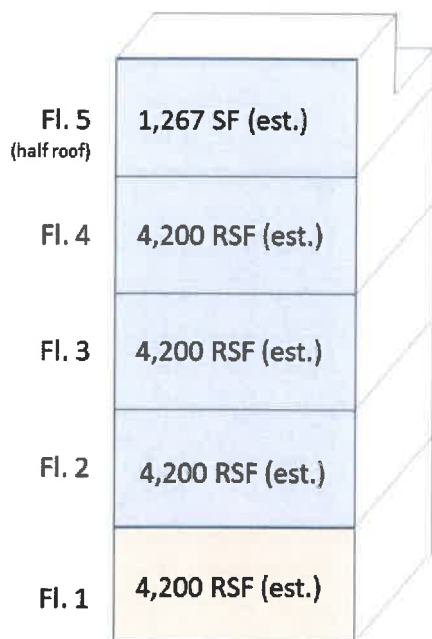 Fl. 5 1,267 SF (est.)
(half roof)
Fl. 4 4,200 RSF (est.)
Fl. 3 4,200 RSF (est.)
Fl. 2 4,200 RSF (est.)
Fl. 1 4,200 RSF (est.)